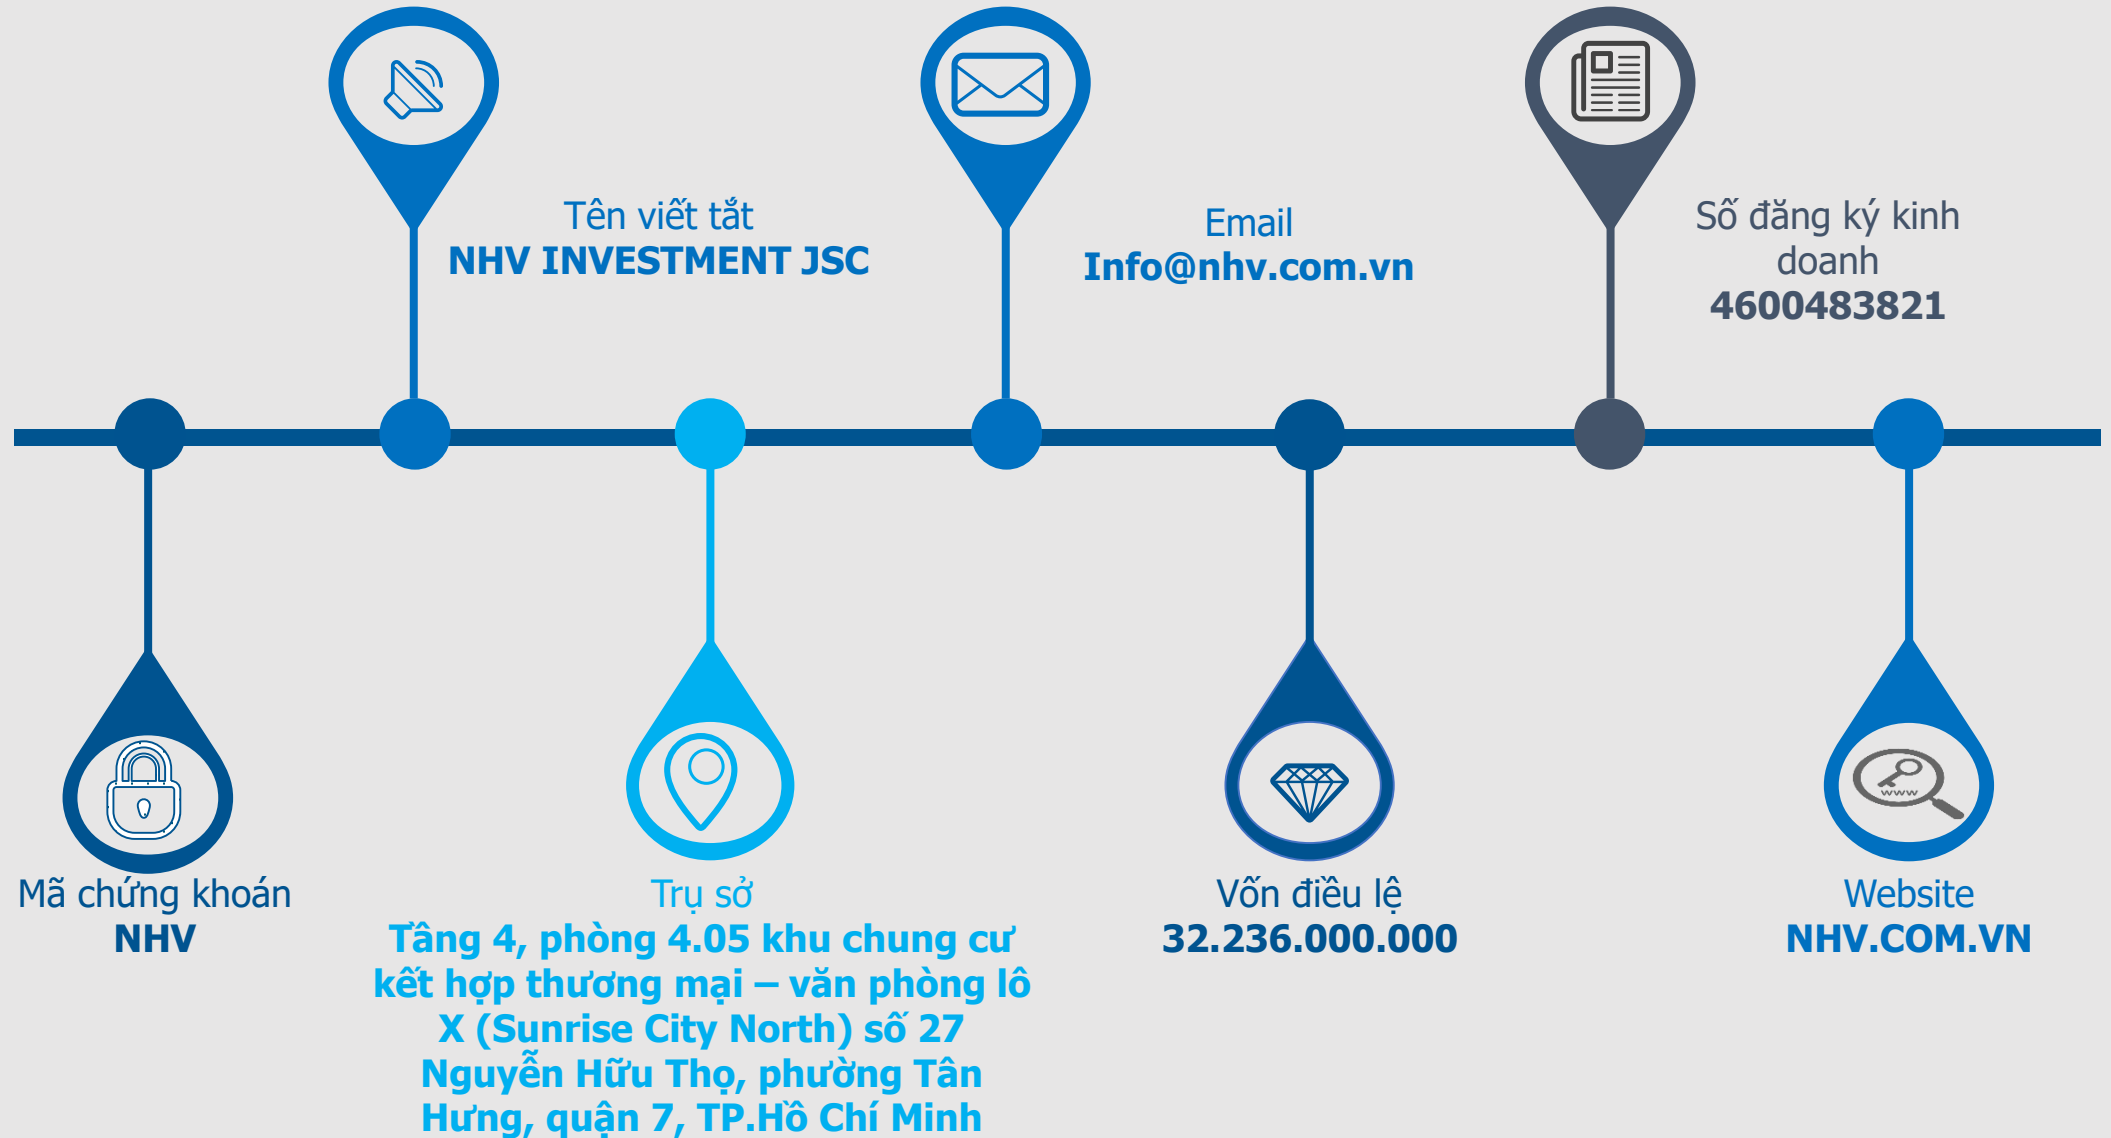 Tên viết tắt
NHV INVESTMENT JSC
Email
Info@nhv.com.vn
Số đăng ký kinh
doanh
4600483821
Mã chứng khoán
NHV
Trụ sở
Tầng 4, phòng 4.05 khu chung cư
kết hợp thương mại – văn phòng lô
X (Sunrise City North) số 27
Nguyễn Hữu Thọ, phường Tân
Hưng, quận 7, TP.Hồ Chí Minh
Vốn điều lệ
32.236.000.000
www
Website
NHV.COM.VN